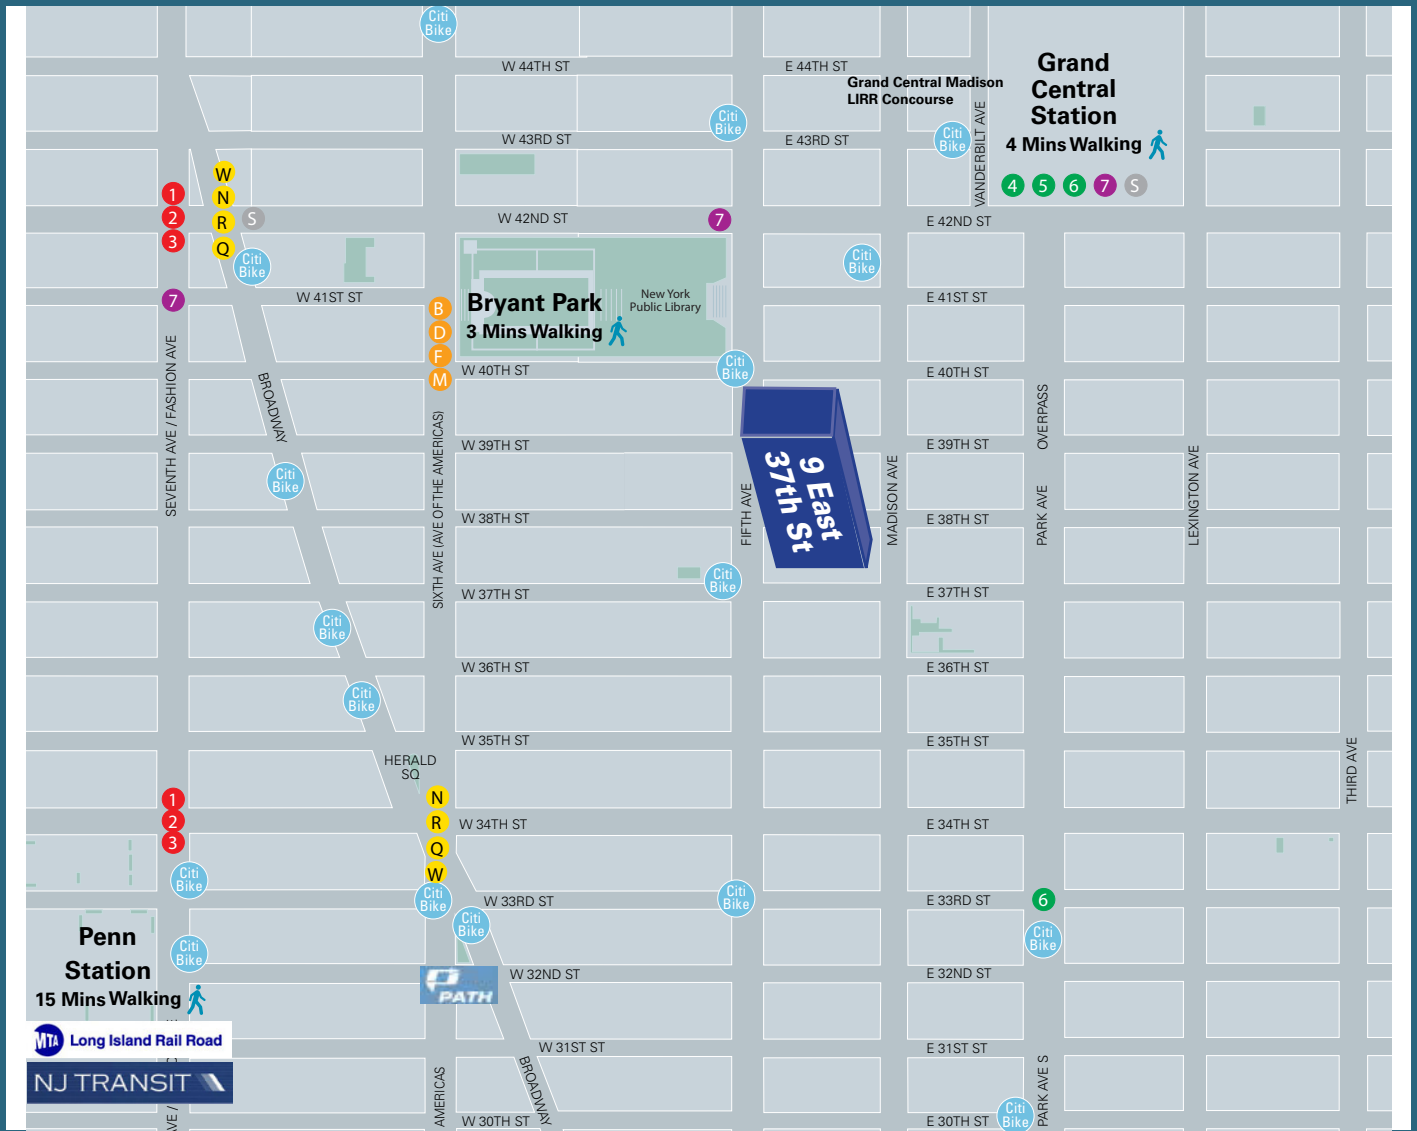 Citi
Bike
W 44TH ST
E 44TH ST
Grand Central Madison
LIRR Concourse
Grand
Central
Station
4 Mins Walking
4 5 6 7 S
VANDERBILT AVE
Citi
Bike
Citi
Bike
W 43RD ST
E 43RD ST
W
N
R
Q
1
2
3
S
W 42ND ST
7
E 42ND ST
Citi
Bike
Citi
Bike
7
W 41ST ST
E 41ST ST
B
D
F
M
Bryant Park
3 Mins Walking
New York
Public Library
Citi
Bike
W 40TH ST
E 40TH ST
SEVENTH AVE / FASHION AVE
BROADWAY
SIXTH AVE (AVE OF THE AMERICAS)
9 East
37th St
FIFTH AVE
MADISON AVE
OVERPASS
PARK AVE
LEXINGTON AVE
W 39TH ST
E 39TH ST
Citi
Bike
W 38TH ST
E 38TH ST
Citi
Bike
W 37TH ST
E 37TH ST
Citi
Bike
W 36TH ST
E 36TH ST
Citi
Bike
W 35TH ST
E 35TH ST
HERALD
SQ
THIRD AVE
1
2
3
N
R
Q
W
W 34TH ST
E 34TH ST
Citi
Bike
Citi
Bike
Citi
Bike
W 33RD ST
E 33RD ST
6
Citi
Bike
Citi
Bike
Citi
Bike
Penn
Station
15 Mins Walking
PATH
W 32ND ST
E 32ND ST
MTA Long Island Rail Road
NJ TRANSIT
W 31ST ST
E 31ST ST
AMERICAS
BROADWAY
PARK AVE S
Citi
Bike
W 30TH ST
E 30TH ST